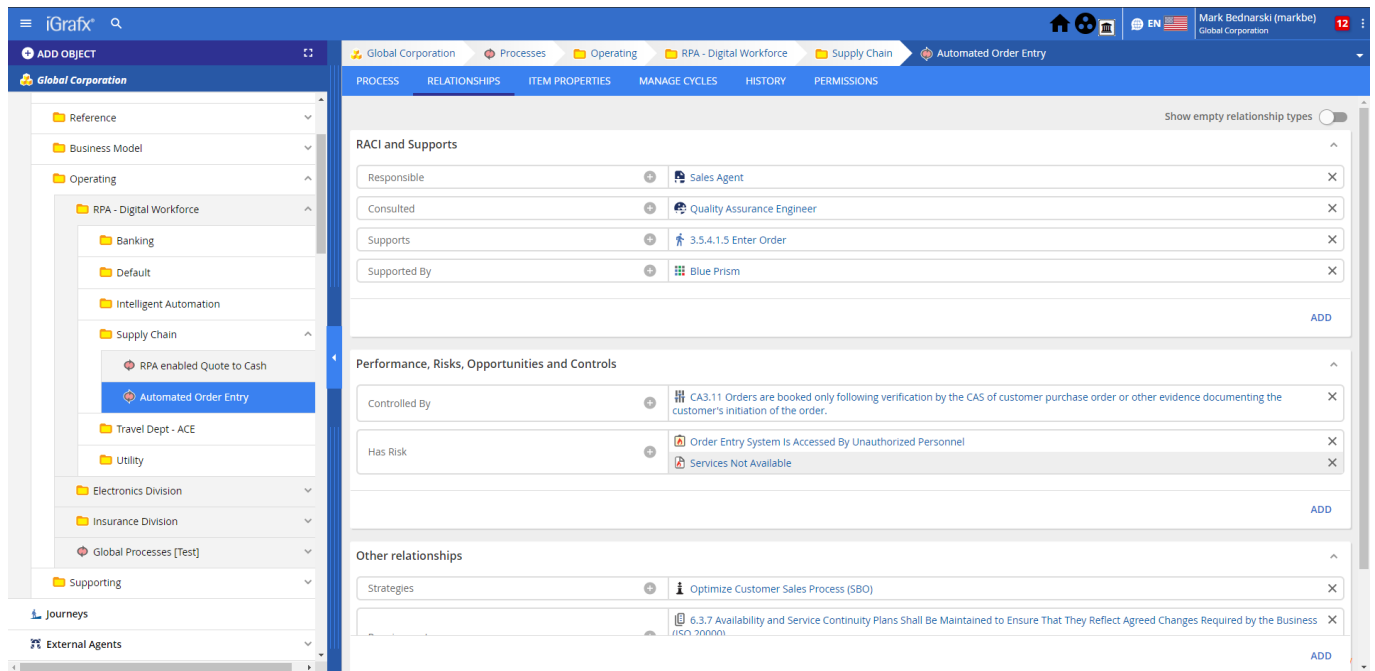 iGrafx
EN
Mark Bednarski (markbe)
Global Corporation
12
ADD OBJECT
Global Corporation
Reference
Business Model
Operating
RPA - Digital Workforce
Banking
Default
Intelligent Automation
Supply Chain
RPA enabled Quote to Cash
Automated Order Entry
Travel Dept - ACE
Utility
Electronics Division
Insurance Division
Global Processes [Test]
Supporting
Journeys
External Agents
Global Corporation
Processes
Operating
RPA - Digital Workforce
Supply Chain
Automated Order Entry
PROCESS
RELATIONSHIPS
ITEM PROPERTIES
MANAGE CYCLES
HISTORY
PERMISSIONS
Show empty relationship types
RACI and Supports
Responsible
Sales Agent
Consulted
Quality Assurance Engineer
Supports
3.5.4.1.5 Enter Order
Supported By
Blue Prism
ADD
Performance, Risks, Opportunities and Controls
Controlled By
CA3.11 Orders are booked only following verification by the CAS of customer purchase order or other evidence documenting the
customer's initiation of the order.
Has Risk
Order Entry System Is Accessed By Unauthorized Personnel
Services Not Available
ADD
Other relationships
Strategies
Optimize Customer Sales Process (SBO)
6.3.7 Availability and Service Continuity Plans Shall Be Maintained to Ensure That They Reflect Agreed Changes Required by the Business
(ISO 20000)
ADD